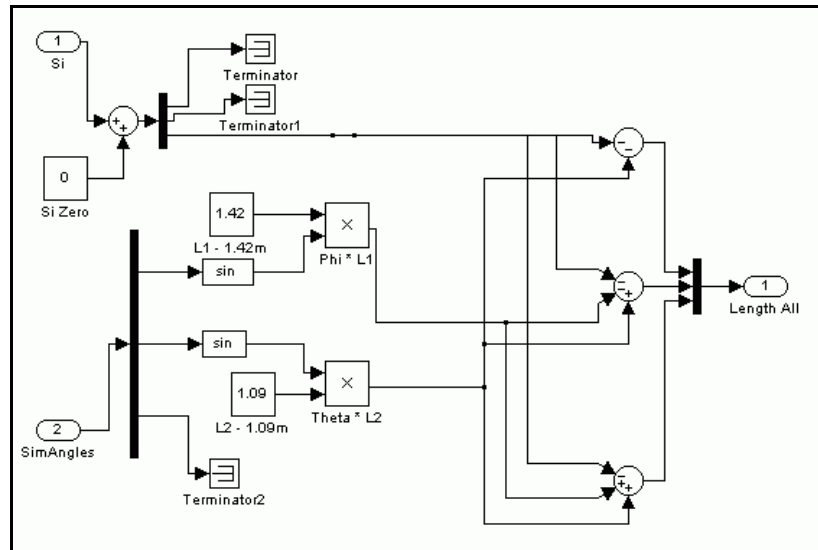 1
Si
Terminator
Terminator1
+
+
0
Si Zero
1.42
L1 - 1.42m
×
Phi * L1
sin
sin
1.09
L2 - 1.09m
×
Theta * L2
2
SimAngles
Terminator2
-
-
-
-
+
-
+
+
1
Length All